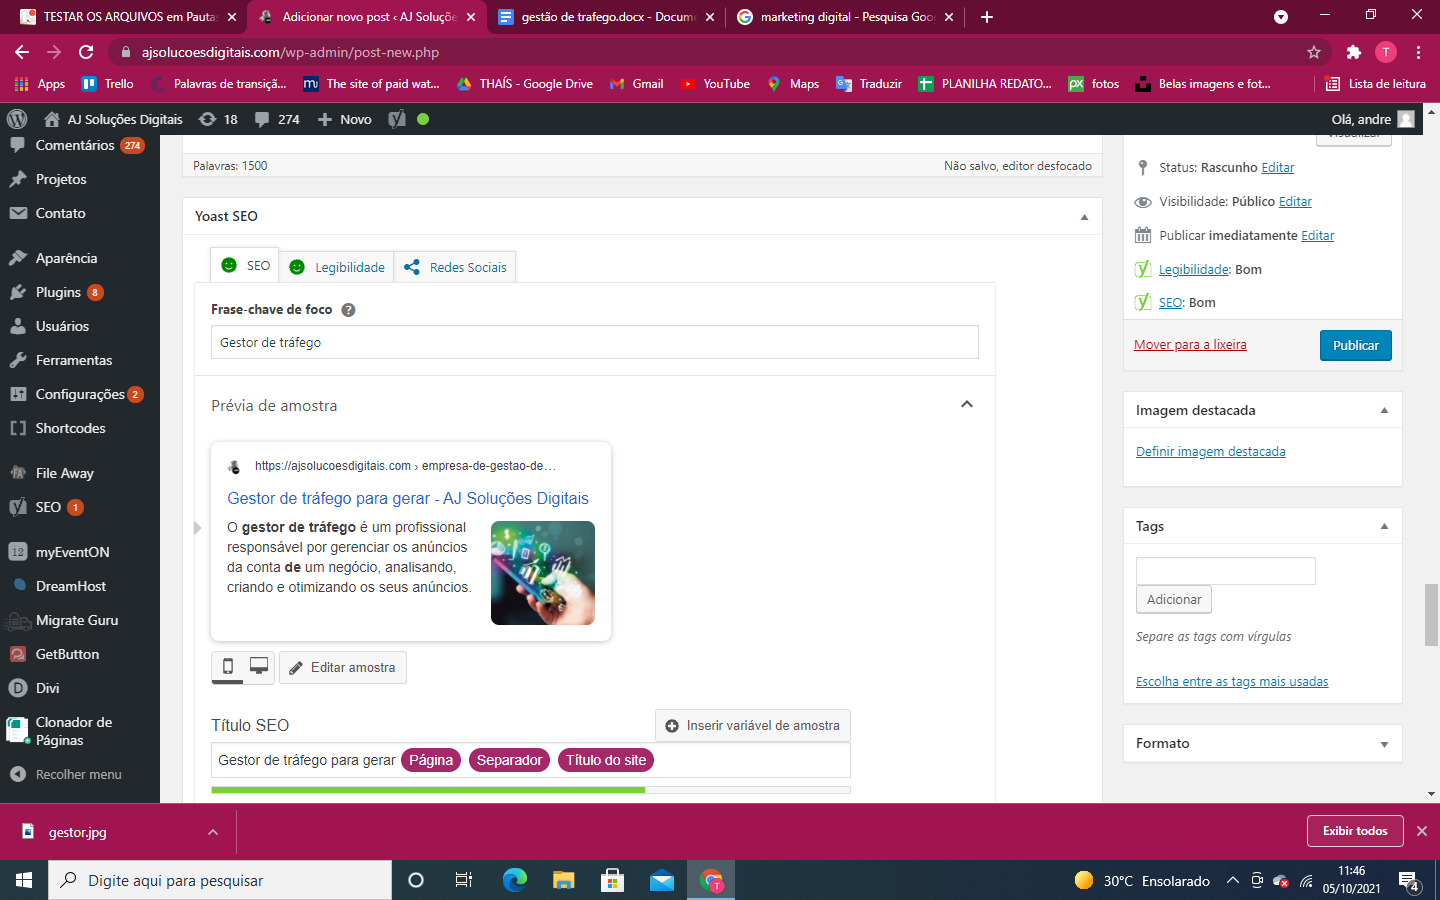 TESTAR OS ARQUIVOS em Pautas
Adicionar novo post ‹ AJ Soluçõe
gestão de trafego.docx - Docume
marketing digital - Pesquisa Goo
ajsolucoesdigitais.com/wp-admin/post-new.php
T
Apps
Trello
Palavras de transiçã...
The site of paid wat...
THAÍS - Google Drive
Gmail
YouTube
Maps
Traduzir
PLANILHA REDATO...
fotos
Belas imagens e fot...
Lista de leitura
AJ Soluções Digitais
18
274
Novo
Olá, andre
Comentários 274
Projetos
Contato
Aparência
Plugins 8
Usuários
Ferramentas
Configurações 2
Shortcodes
File Away
SEO 1
myEventON
DreamHost
Migrate Guru
GetButton
Divi
Clonador de
Páginas
Recolher menu
Palavras: 1500
Não salvo, editor desfocado
Yoast SEO
SEO
Legibilidade
Redes Sociais
Frase-chave de foco
Gestor de tráfego
Prévia de amostra
https://ajsolucoesdigitais.com › empresa-de-gestao-de...
Gestor de tráfego para gerar - AJ Soluções Digitais
O gestor de tráfego é um profissional
responsável por gerenciar os anúncios
da conta de um negócio, analisando,
criando e otimizando os seus anúncios.
Editar amostra
Título SEO
Inserir variável de amostra
Gestor de tráfego para gerar Página Separador Título do site
Visualizar
Status: Rascunho Editar
Visibilidade: Público Editar
Publicar imediatamente Editar
Legibilidade: Bom
SEO: Bom
Mover para a lixeira
Publicar
Imagem destacada
Definir imagem destacada
Tags
Adicionar
Separe as tags com vírgulas
Escolha entre as tags mais usadas
Formato
gestor.jpg
Exibir todos
Digite aqui para pesquisar
30°C Ensolarado
11:46
05/10/2021
4